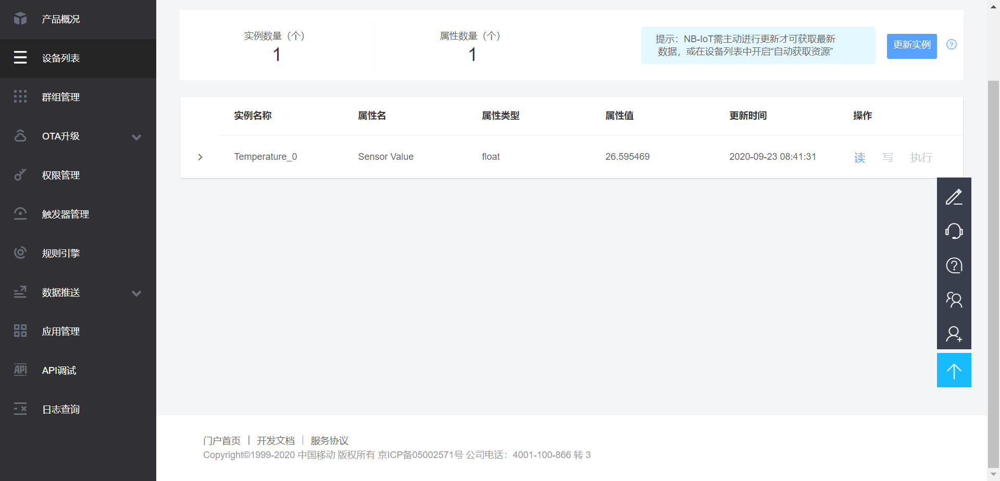 产品概况
设备列表
群组管理
OTA升级
权限管理
触发器管理
规则引擎
数据推送
应用管理
API
API调试
日志查询
实例数量（个）
1
属性数量（个）
1
提示：NB-IoT需主动进行更新才可获取最新
数据，或在设备列表中开启“自动获取资源”
更新实例
实例名称 属性名 属性类型 属性值 更新时间 操作
Temperature_0 Sensor Value float 26.595469 2020-09-23 08:41:31 读 写 执行
门户首页 | 开发文档 | 服务协议
Copyright©1999-2020 中国移动 版权所有 京ICP备05002571号 公司电话：4001-100-866 转 3